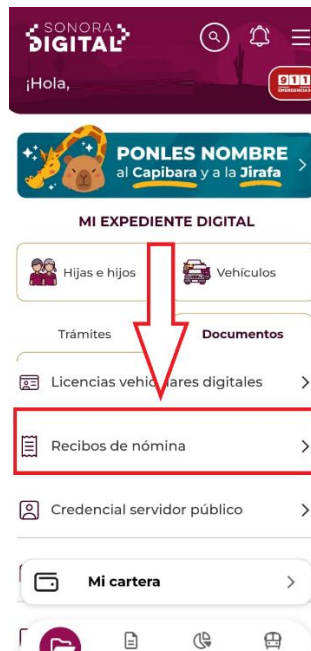 SONORA
DIGITAL
¡Hola,
911
EMERGENCIAS
PONLES NOMBRE
al Capibara y a la Jirafa
MI EXPEDIENTE DIGITAL
Hijas e hijos
Vehículos
Trámites
Documentos
Licencias vehiculares digitales
Recibos de nómina
Credencial servidor público
Mi cartera